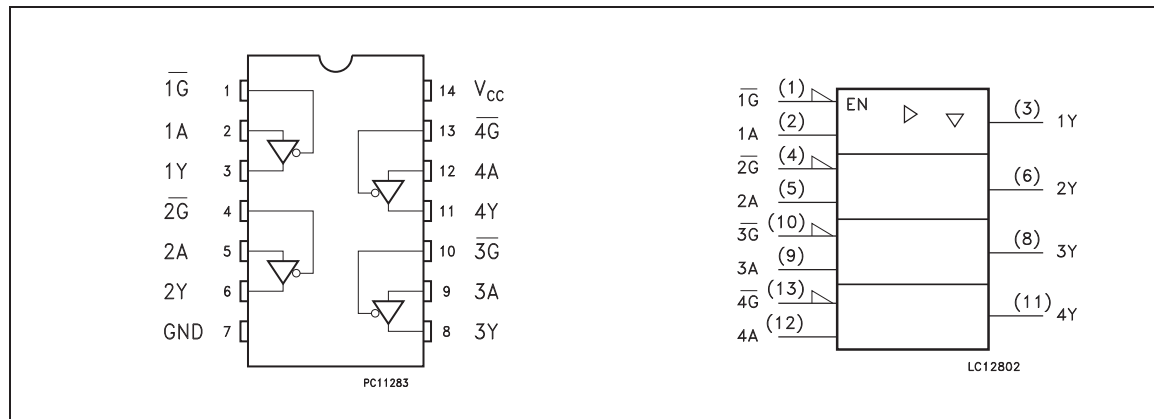 1G̅ 1 14 VCC
1A 2 13 4G̅
1Y 3 12 4A
2G̅ 4 11 4Y
2A 5 10 3G̅
2Y 6 9 3A
GND 7 8 3Y
PC11283
1G̅ (1) EN (3) 1Y
1A (2)
2G̅ (4) (6) 2Y
2A (5)
3G̅ (10) (8) 3Y
3A (9)
4G̅ (13) (11) 4Y
4A (12)
LC12802